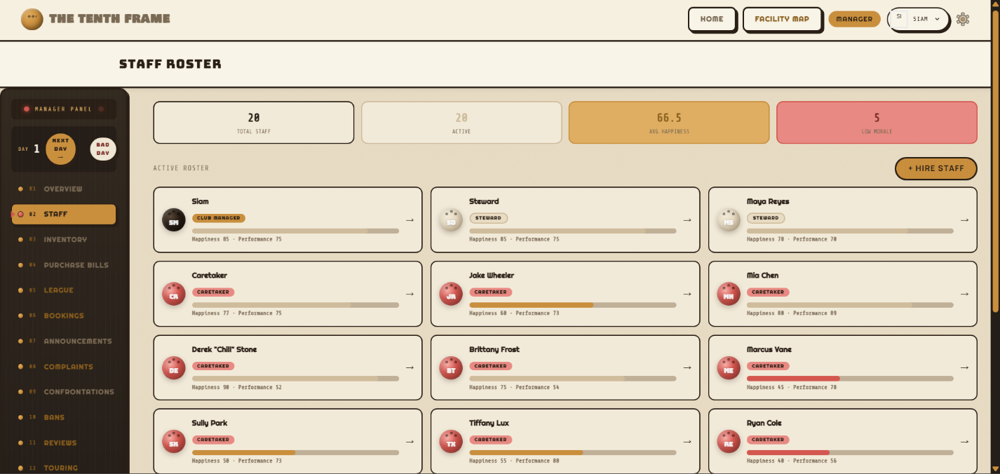 THE TENTH FRAME
HOME
FACILITY MAP
MANAGER
SI
SIAM
STAFF ROSTER
MANAGER PANEL
DAY 1
NEXT
DAY
→
BAD
DAY
01 OVERVIEW
02 STAFF
03 INVENTORY
04 PURCHASE BILLS
05 LEAGUE
06 BOOKINGS
07 ANNOUNCEMENTS
08 COMPLAINTS
09 CONFRONTATIONS
10 BANS
11 REVIEWS
12 TOURING
20
TOTAL STAFF
20
ACTIVE
66.5
AVG HAPPINESS
5
LOW MORALE
ACTIVE ROSTER
+ HIRE STAFF
SM
Siam
CLUB MANAGER
→
Happiness 85 · Performance 75
SD
Steward
STEWARD
→
Happiness 85 · Performance 75
MS
Maya Reyes
STEWARD
→
Happiness 78 · Performance 70
CR
Caretaker
CARETAKER
→
Happiness 77 · Performance 75
JR
Jake Wheeler
CARETAKER
→
Happiness 60 · Performance 73
MN
Mia Chen
CARETAKER
→
Happiness 80 · Performance 89
DE
Derek "Chill" Stone
CARETAKER
→
Happiness 90 · Performance 52
BT
Brittany Frost
CARETAKER
→
Happiness 75 · Performance 54
ME
Marcus Vane
CARETAKER
→
Happiness 45 · Performance 78
SK
Sully Park
CARETAKER
→
Happiness 50 · Performance 73
TX
Tiffany Lux
CARETAKER
→
Happiness 55 · Performance 80
RE
Ryan Cole
CARETAKER
→
Happiness 40 · Performance 56